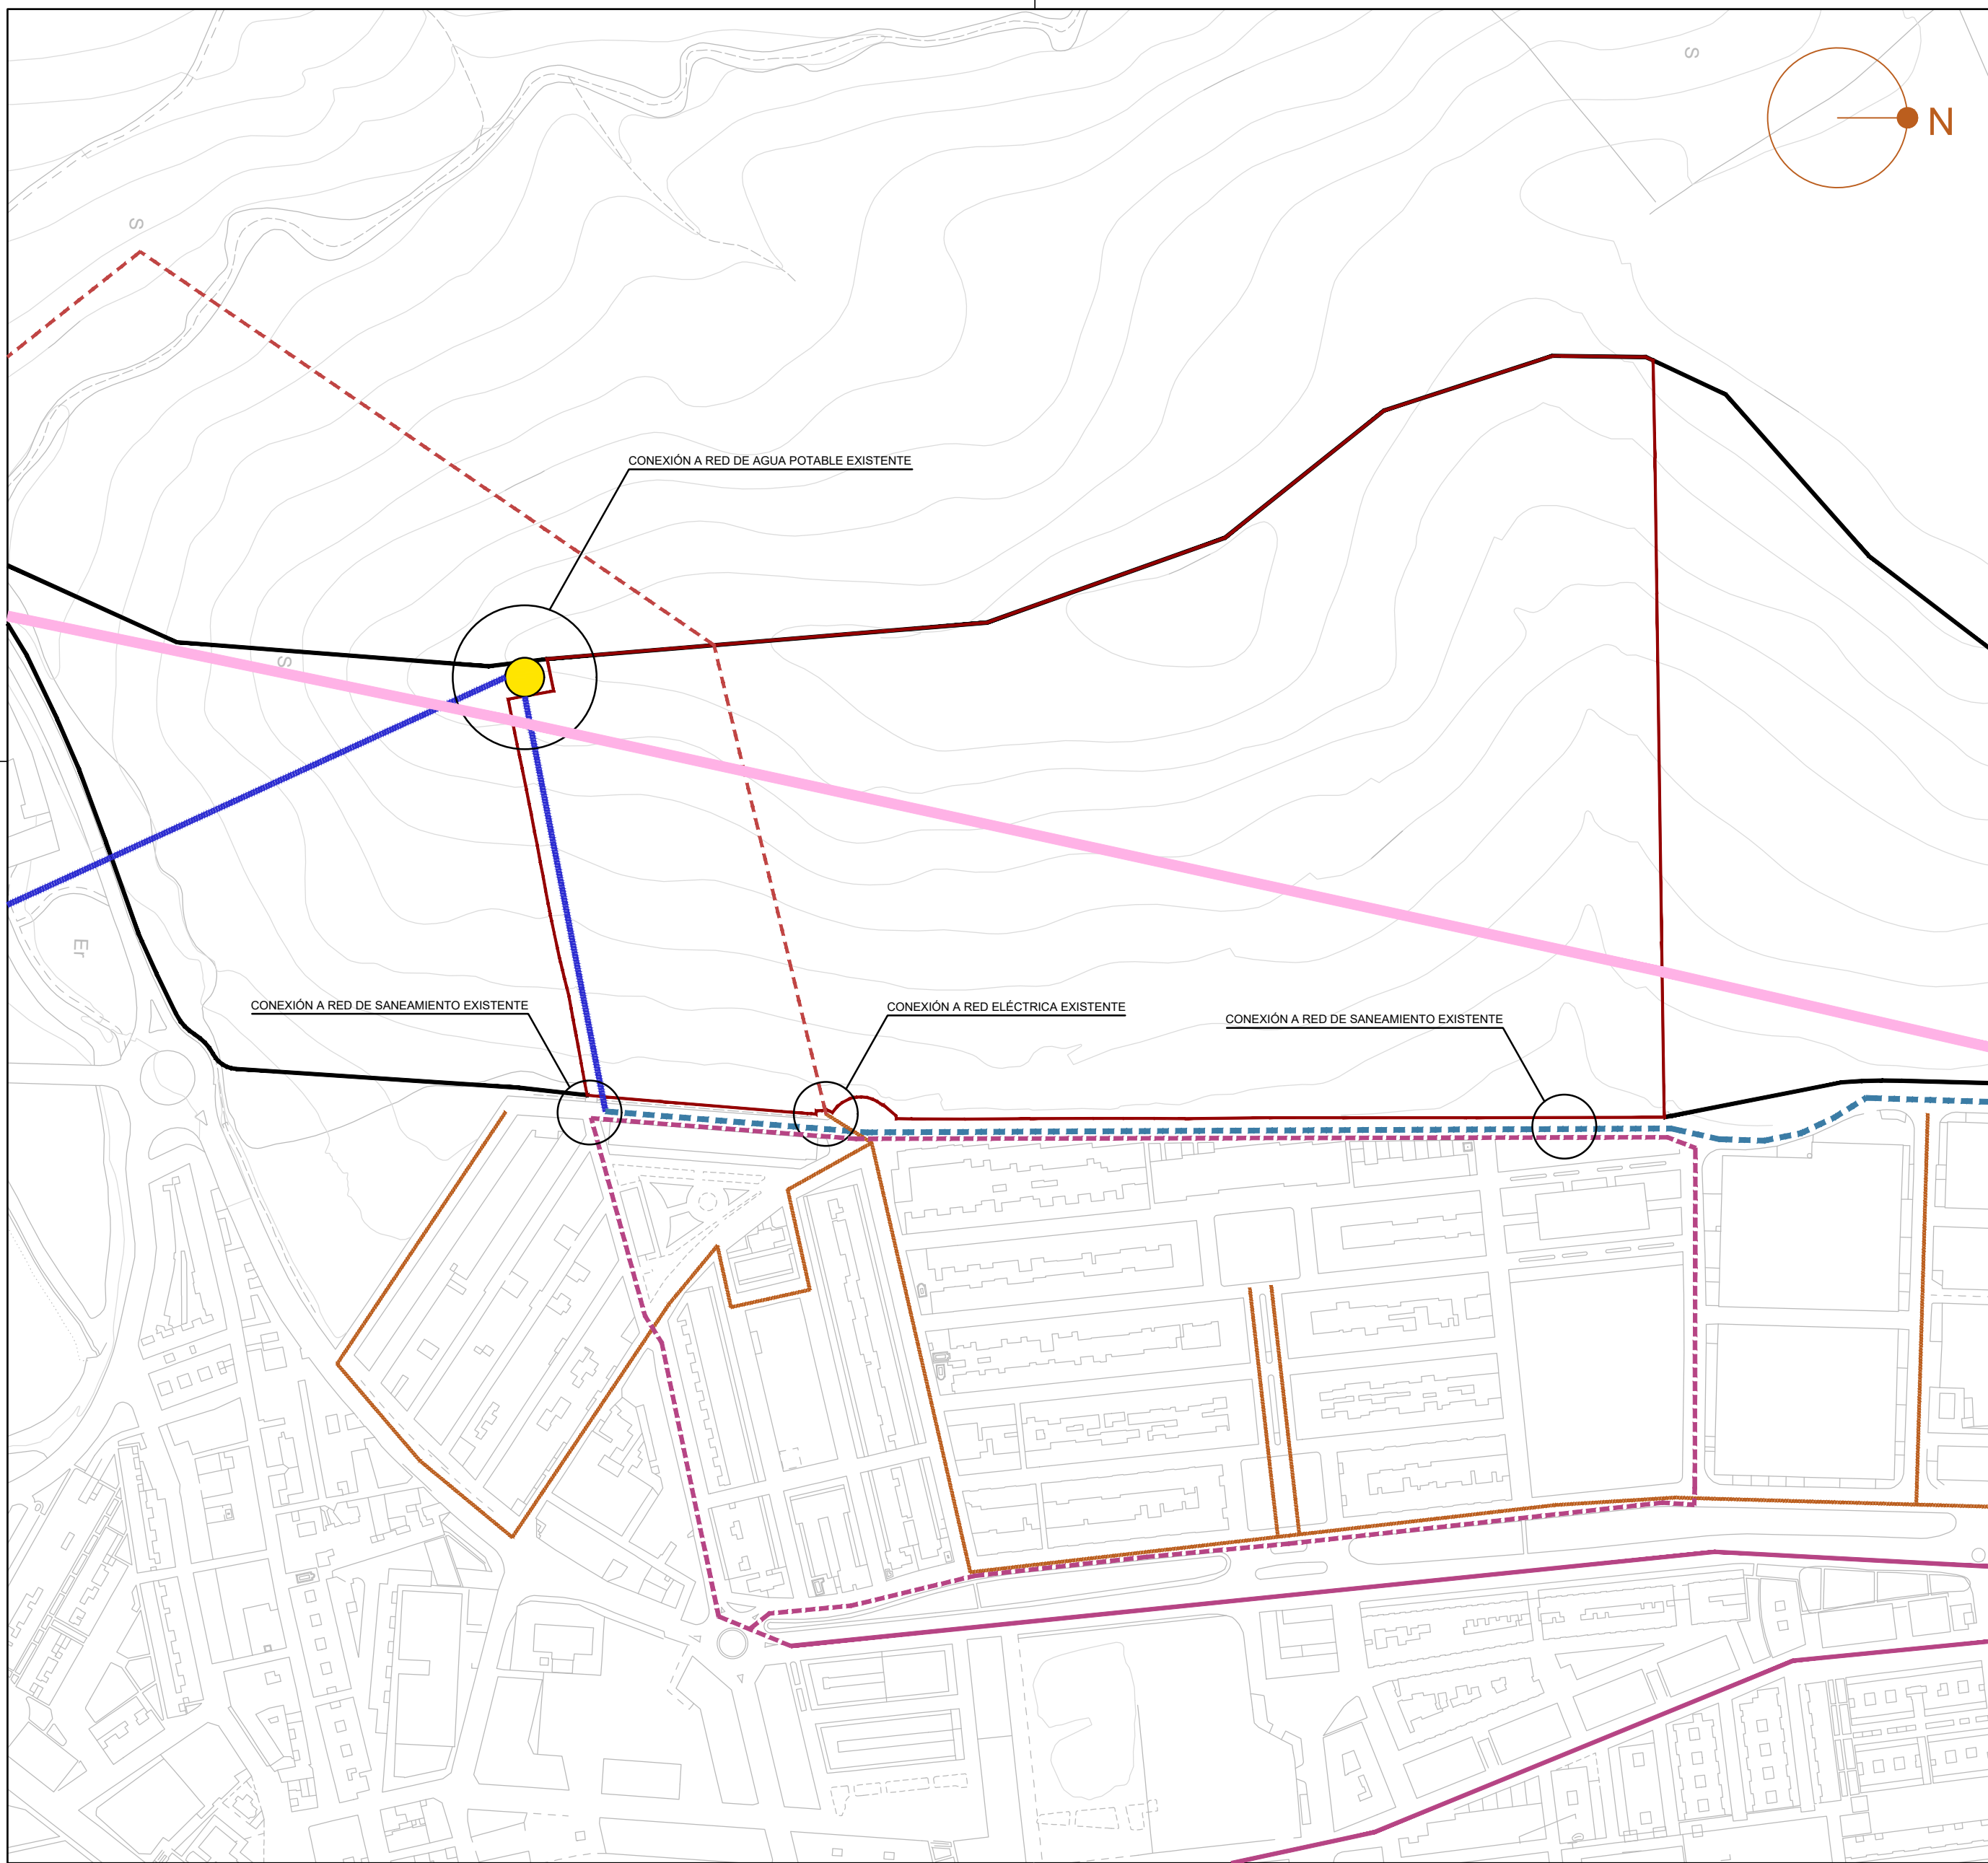 S
N
S
CONEXIÓN A RED DE AGUA POTABLE EXISTENTE
S
Er
CONEXIÓN A RED DE SANEAMIENTO EXISTENTE
CONEXIÓN A RED ELÉCTRICA EXISTENTE
CONEXIÓN A RED DE SANEAMIENTO EXISTENTE